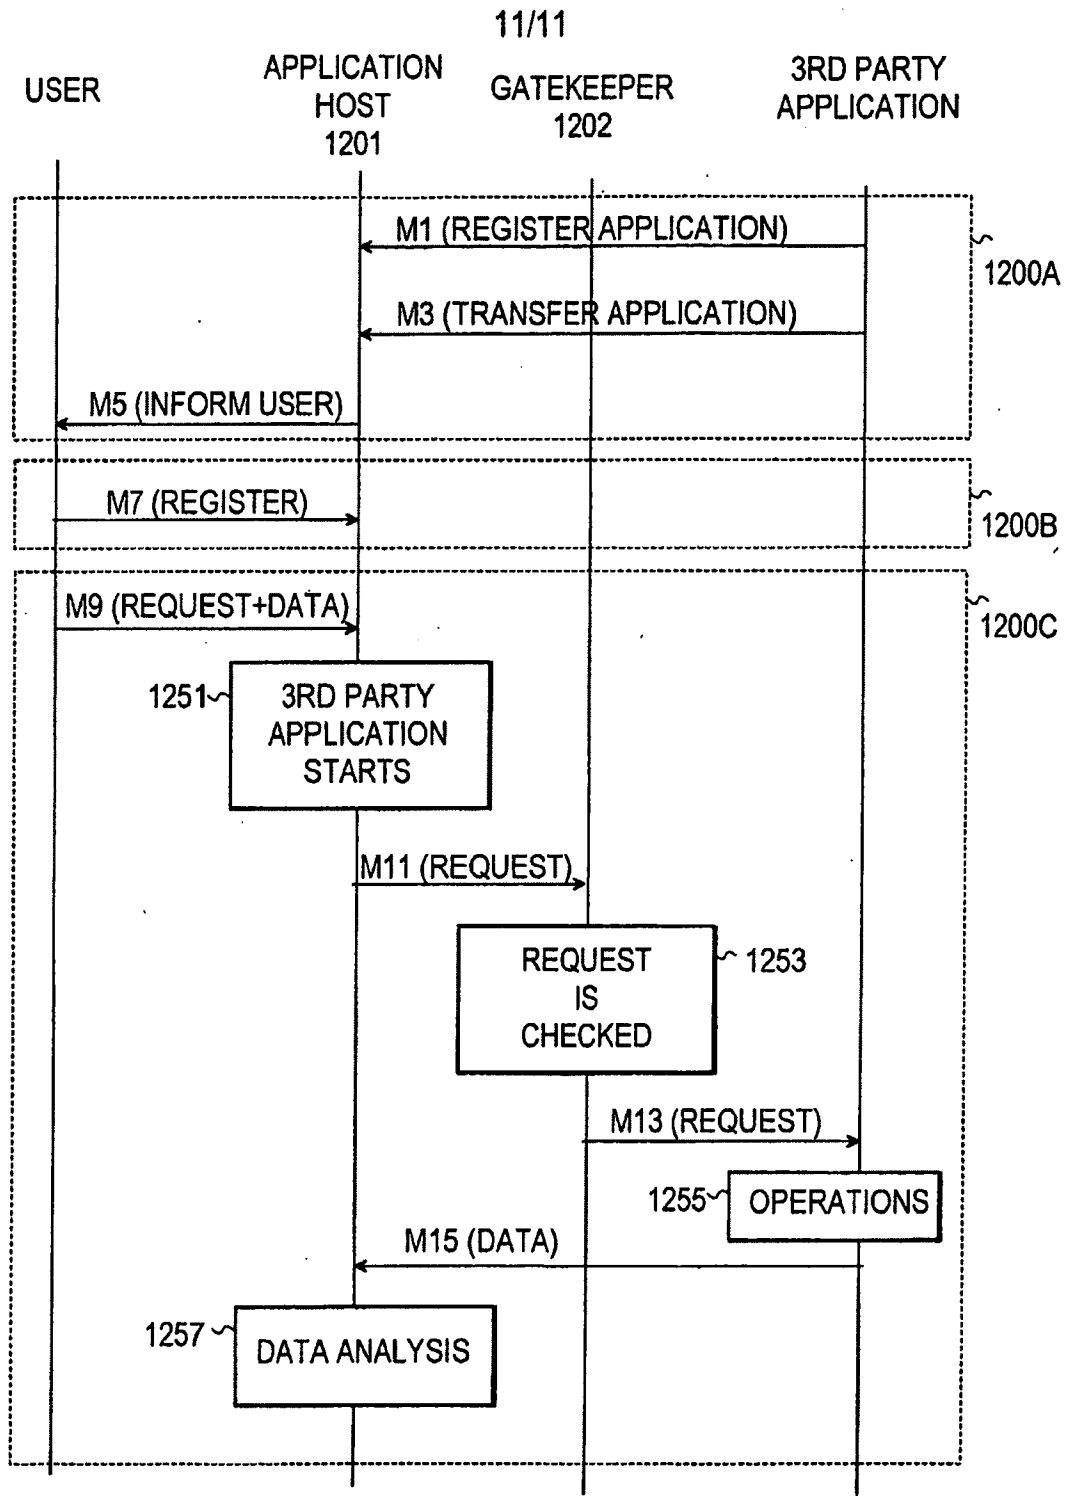 11/11
USER
APPLICATION
HOST
1201
GATEKEEPER
1202
3RD PARTY
APPLICATION
M1 (REGISTER APPLICATION)
1200A
M3 (TRANSFER APPLICATION)
M5 (INFORM USER)
M7 (REGISTER)
1200B
M9 (REQUEST+DATA)
1200C
1251
3RD PARTY
APPLICATION
STARTS
M11 (REQUEST)
REQUEST
IS
CHECKED
1253
M13 (REQUEST)
1255
OPERATIONS
M15 (DATA)
1257
DATA ANALYSIS